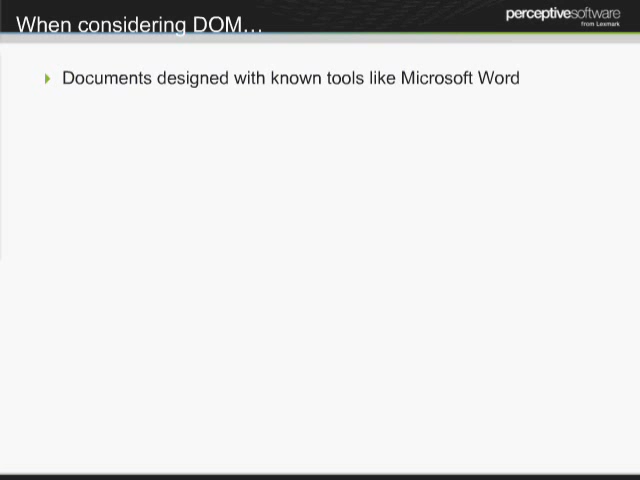 When considering DOM…
perceptivesoftware
from Lexmark
Documents designed with known tools like Microsoft Word